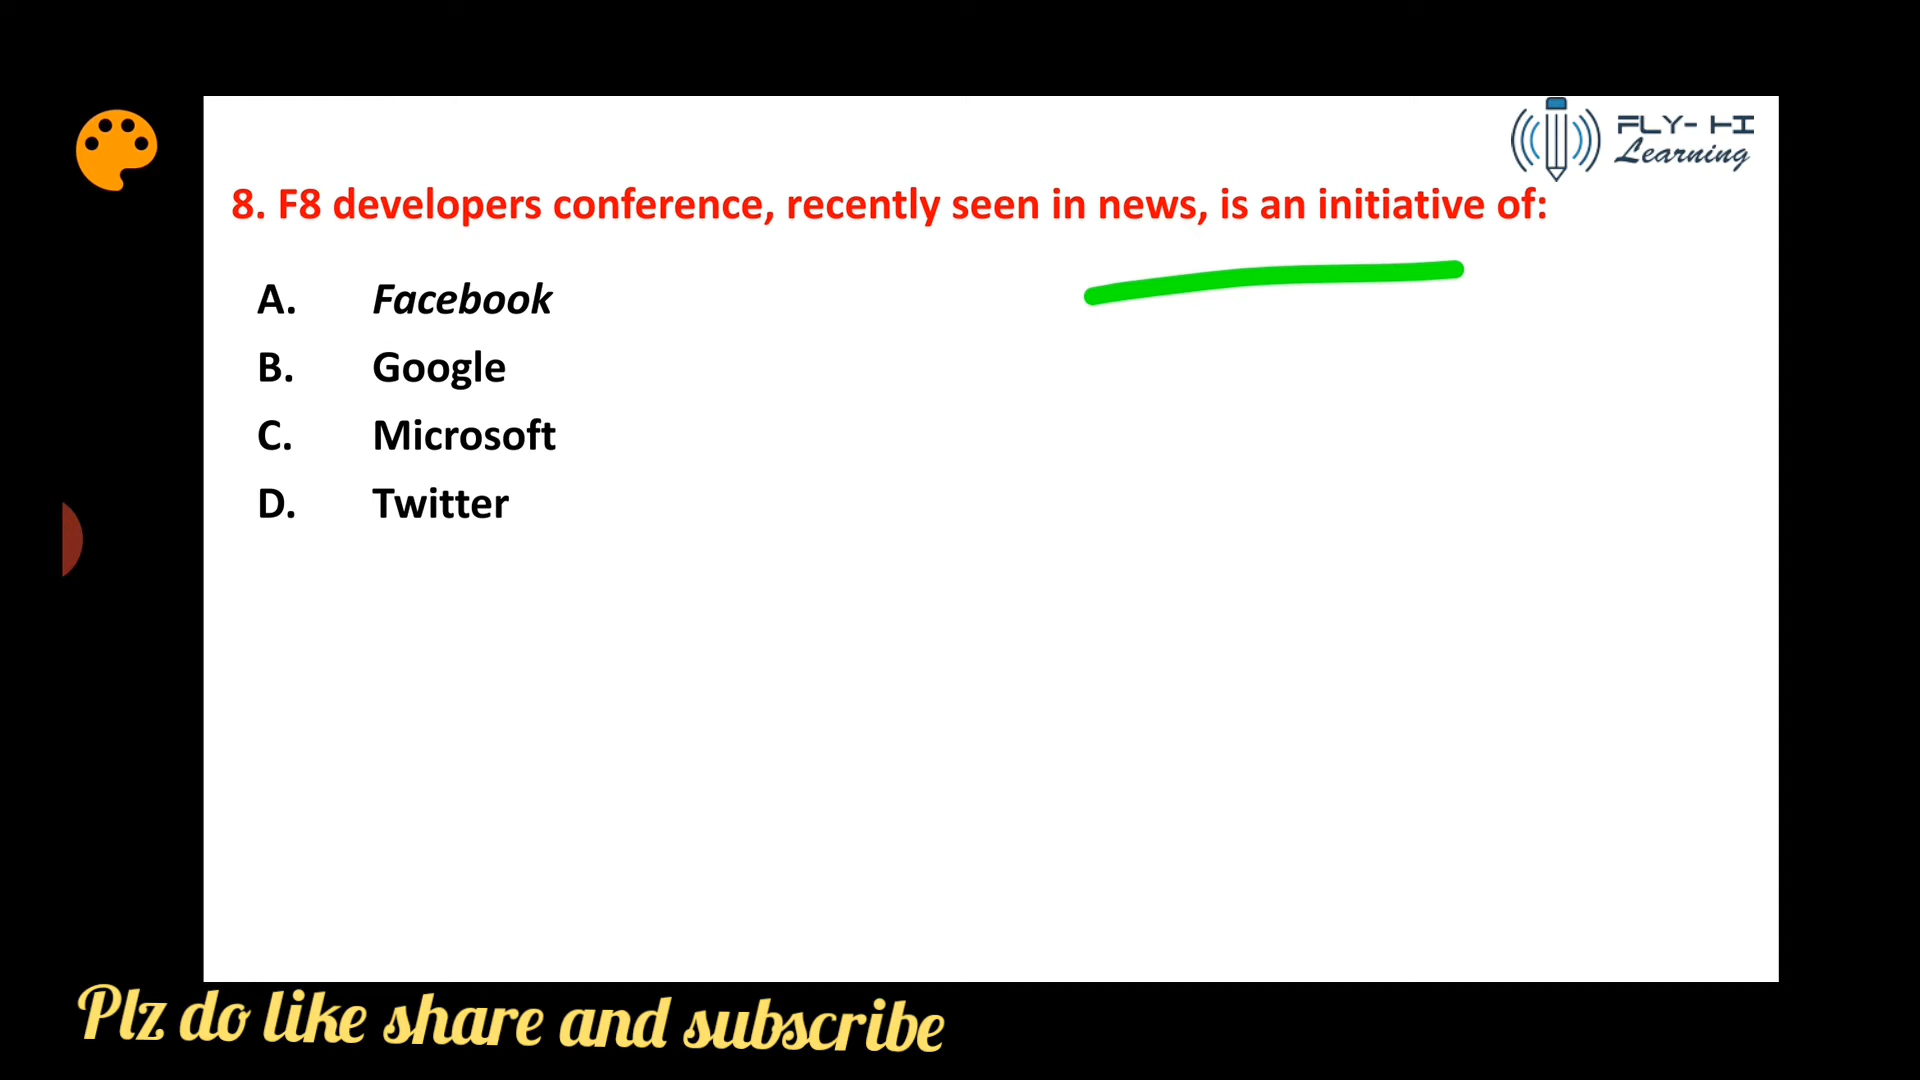 FLY-HI
Learning
8. F8 developers conference, recently seen in news, is an initiative of:
A. Facebook
B. Google
C. Microsoft
D. Twitter
Plz do like share and subscribe